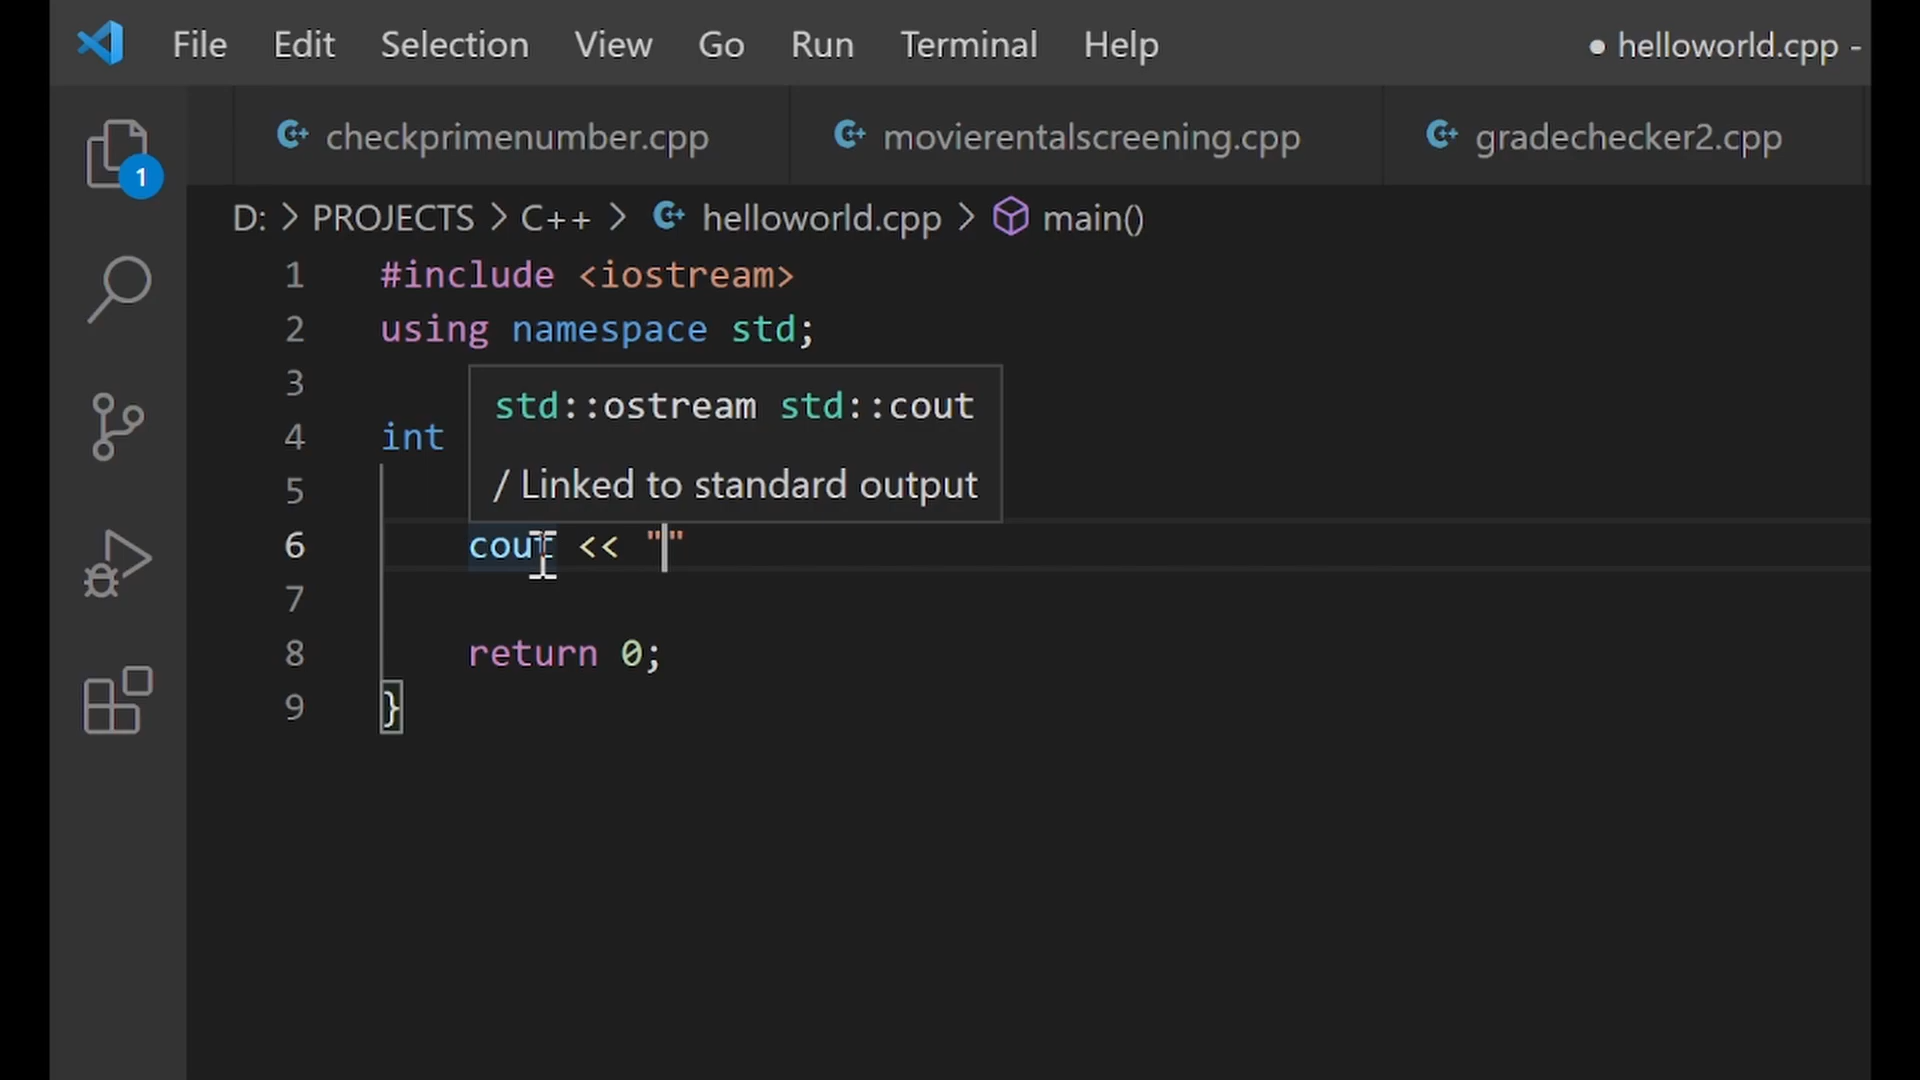 File Edit Selection View Go Run Terminal Help ● helloworld.cpp -
checkprimenumber.cpp movierentalscreening.cpp gradechecker2.cpp
1
D: > PROJECTS > C++ > helloworld.cpp > main()
1 #include <iostream>
2 using namespace std;
3
std::ostream std::cout
4 int
/ Linked to standard output
5
6 cout << ""
7
8 return 0;
9 }